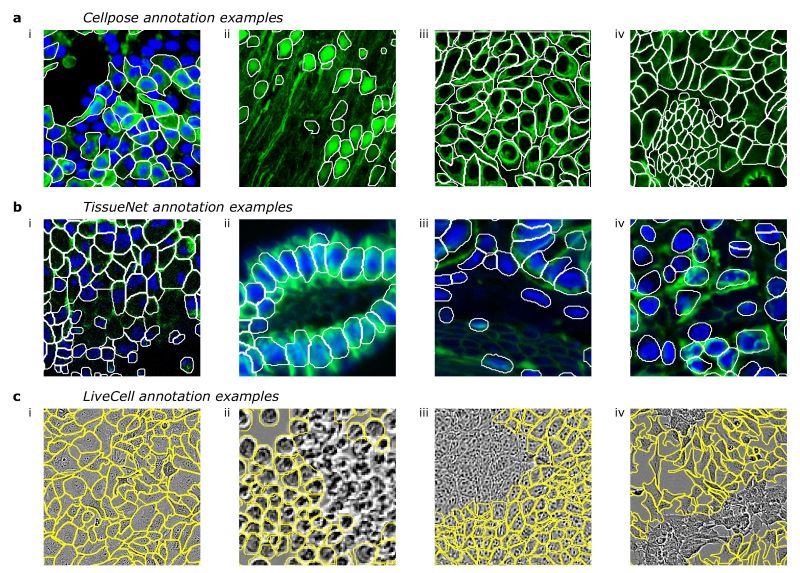 a Cellpose annotation examples
i ii iii iv
b TissueNet annotation examples
i ii iii iv
c LiveCell annotation examples
i ii iii iv